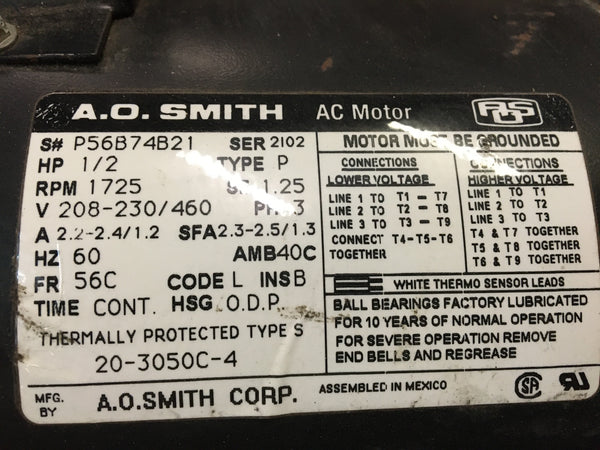 A.O. SMITH AC Motor AOS
S# P56B74B21 SER 2102
HP 1/2 TYPE P
RPM 1725 SF 1.25
V 208-230/460 PH 3
A 2.2-2.4/1.2 SFA 2.3-2.5/1.3
HZ 60 AMB40C
FR 56C CODE L INS B
TIME CONT. HSG O.D.P.
THERMALLY PROTECTED TYPE S
20-3050C-4
MOTOR MUST BE GROUNDED
CONNECTIONS
LOWER VOLTAGE
LINE 1 TO T1 - T7
LINE 2 TO T2 - T8
LINE 3 TO T3 - T9
CONNECT T4-T5-T6
TOGETHER
CONNECTIONS
HIGHER VOLTAGE
LINE 1 TO T1
LINE 2 TO T2
LINE 3 TO T3
T4 & T7 TOGETHER
T5 & T8 TOGETHER
T6 & T9 TOGETHER
WHITE THERMO SENSOR LEADS
BALL BEARINGS FACTORY LUBRICATED
FOR 10 YEARS OF NORMAL OPERATION
FOR SEVERE OPERATION REMOVE
END BELLS AND REGREASE
MFG. BY A.O.SMITH CORP. ASSEMBLED IN MEXICO